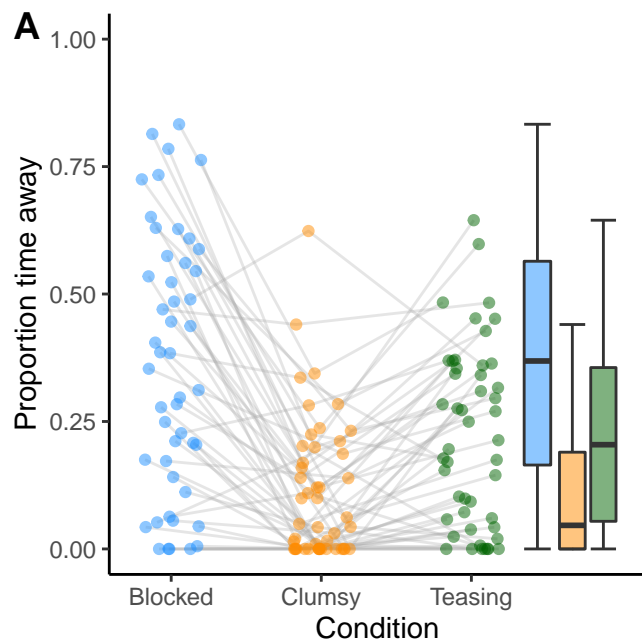 A
1.00
0.75
0.50
0.25
0.00
Proportion time away
Blocked Clumsy Teasing
Condition